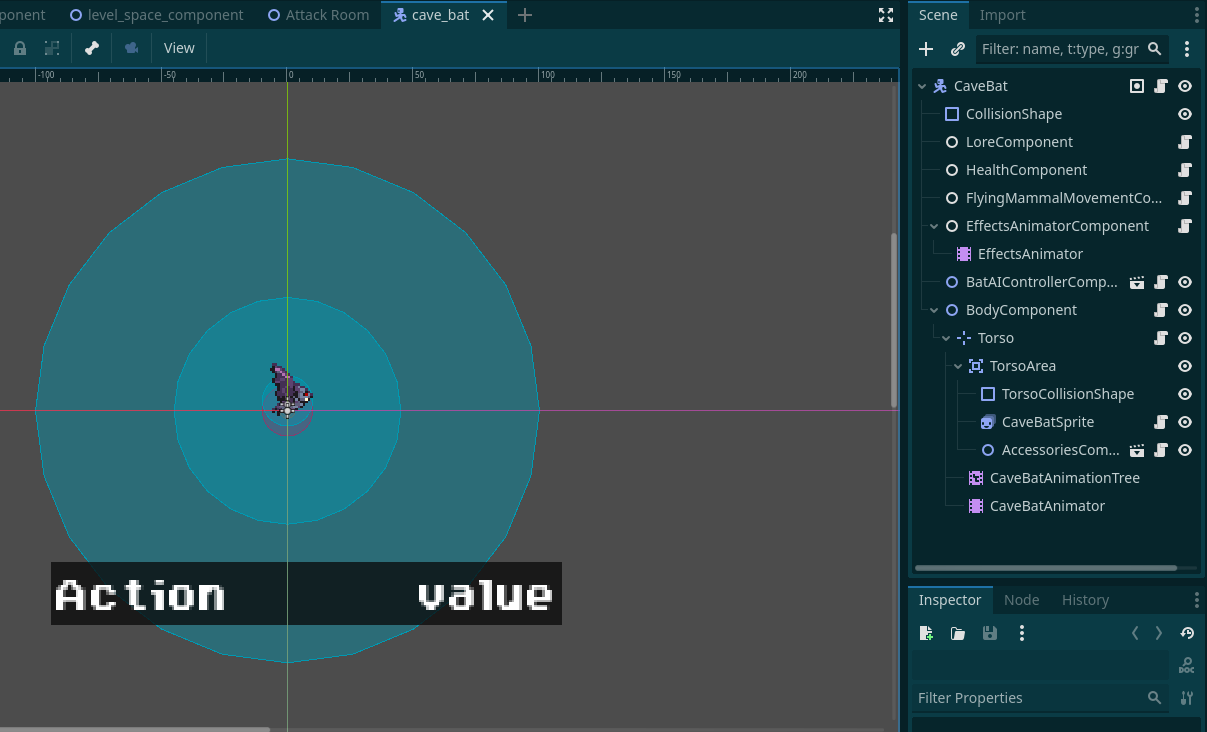 ponent level_space_component Attack Room cave_bat
Scene Import
View
Filter: name, t:type, g:gr
-100 -50 0 50 100 150 200
CaveBat
CollisionShape
LoreComponent
HealthComponent
FlyingMammalMovementCo...
EffectsAnimatorComponent
EffectsAnimator
BatAIControllerComp...
BodyComponent
Torso
TorsoArea
TorsoCollisionShape
CaveBatSprite
AccessoriesCom...
CaveBatAnimationTree
CaveBatAnimator
Action value
Inspector Node History
DOC
Filter Properties